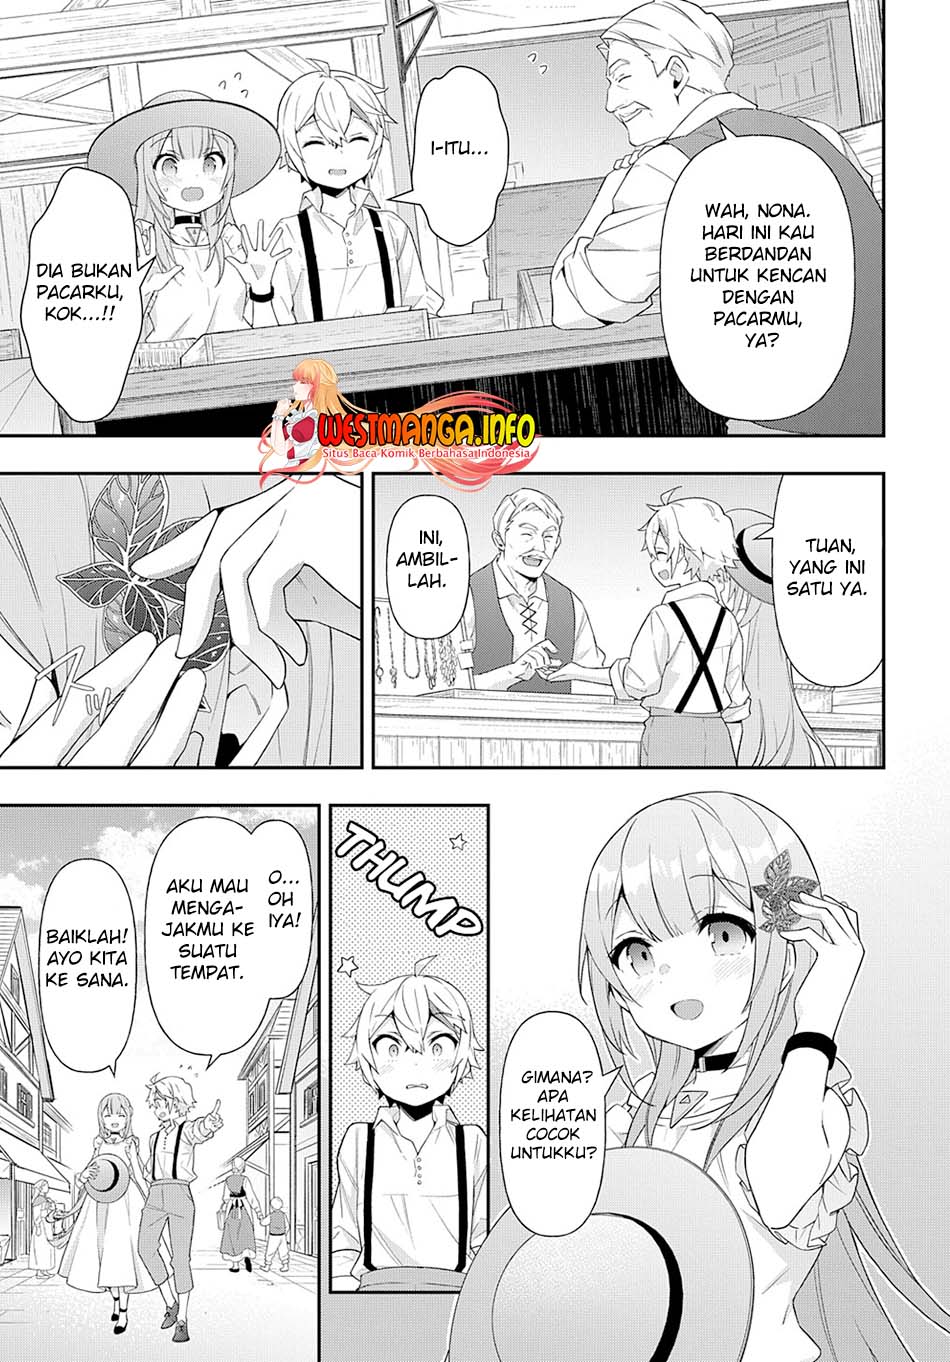 WAH, NONA.
HARI INI KAU
BERDANDAN
UNTUK KENCAN
DENGAN
PACARMU,
YA?
I-ITU...
DIA BUKAN
PACARKU,
KOK...!!
WESTMANGA.INFO
Situs Baca Komik Berbahasa Indonesia
TUAN,
YANG INI
SATU YA.
INI,
AMBIL-
LAH.
GIMANA?
APA
KELIHATAN
COCOK
UNTUKKU?
THUMP
O...
OH
IYA!
AKU MAU
MENGA-
JAKMU KE
SUATU
TEMPAT.
BAIKLAH!
AYO KITA
KE SANA.